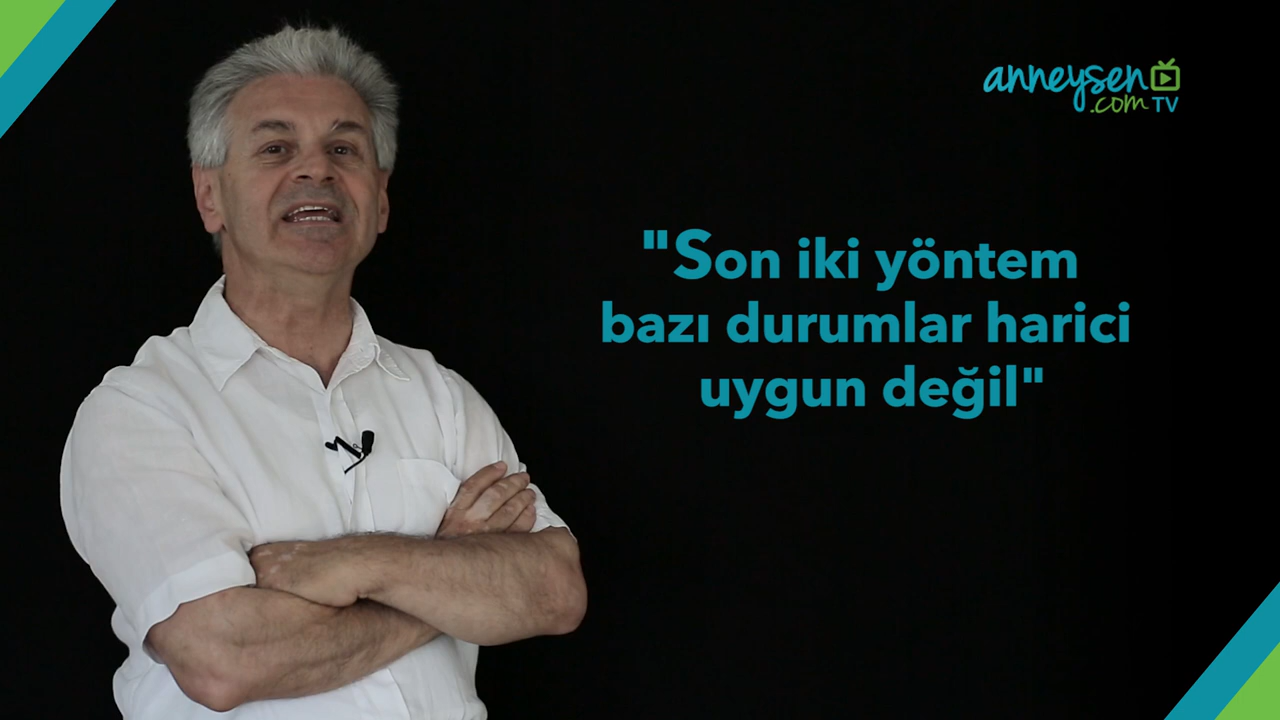 anneysen
.com TV
"Son iki yöntem
bazı durumlar harici
uygun değil"